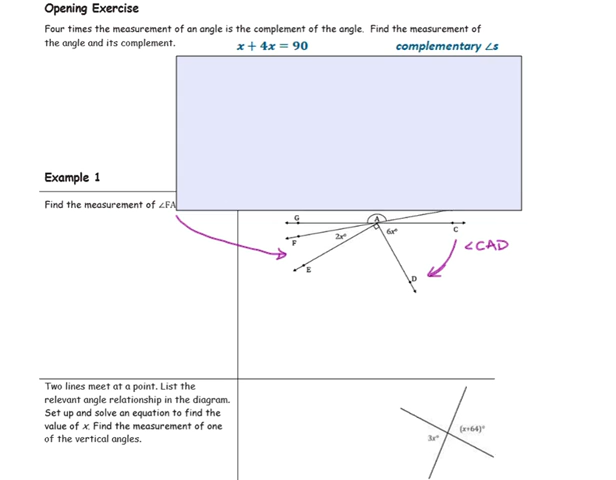 Opening Exercise
Four times the measurement of an angle is the complement of the angle. Find the measurement of
the angle and its complement.
x + 4x = 90
complementary ∠s
Example 1
Find the measurement of ∠FA
G
A
C
F
2x°
6x°
E
D
∠CAD
Two lines meet at a point. List the
relevant angle relationship in the diagram.
Set up and solve an equation to find the
value of x. Find the measurement of one
of the vertical angles.
3x°
(x+64)°